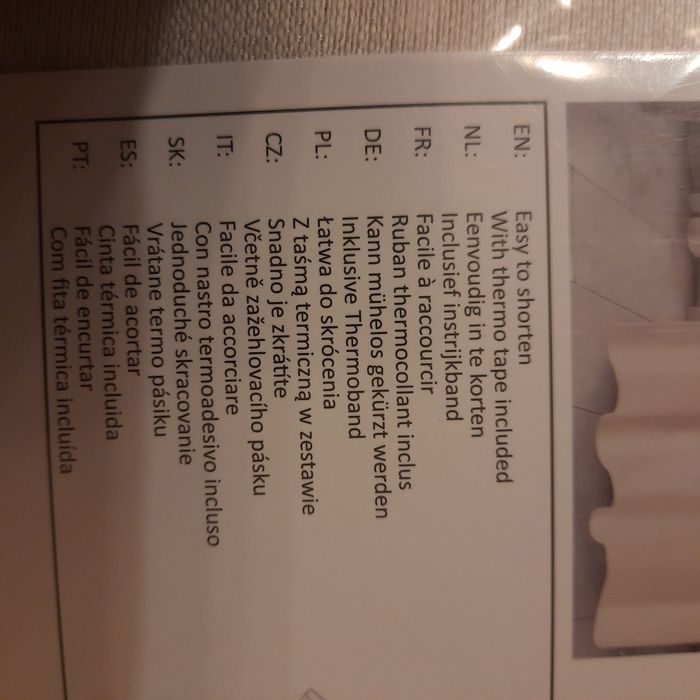 EN: Easy to shorten
With thermo tape included
NL: Eenvoudig in te korten
Inclusief instrijkband
FR: Facile à raccourcir
Ruban thermocollant inclus
DE: Kann mühelos gekürzt werden
Inklusive Thermoband
PL: Łatwa do skrócenia
Z taśmą termiczną w zestawie
CZ: Snadno je zkrátíte
Včetně zažehlovacího pásku
IT: Facile da accorciare
Con nastro termoadesivo incluso
SK: Jednoduché skracovanie
Vrátane termo pásiku
ES: Fácil de acortar
Cinta térmica incluida
PT: Fácil de encurtar
Com fita térmica incluída